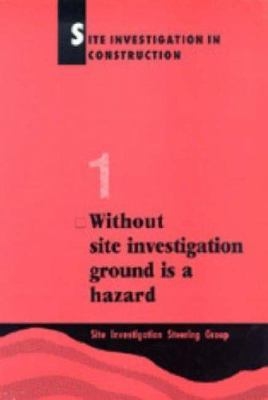 SITE INVESTIGATION IN
CONSTRUCTION
1
Without
site investigation
ground is a
hazard
Site Investigation Steering Group